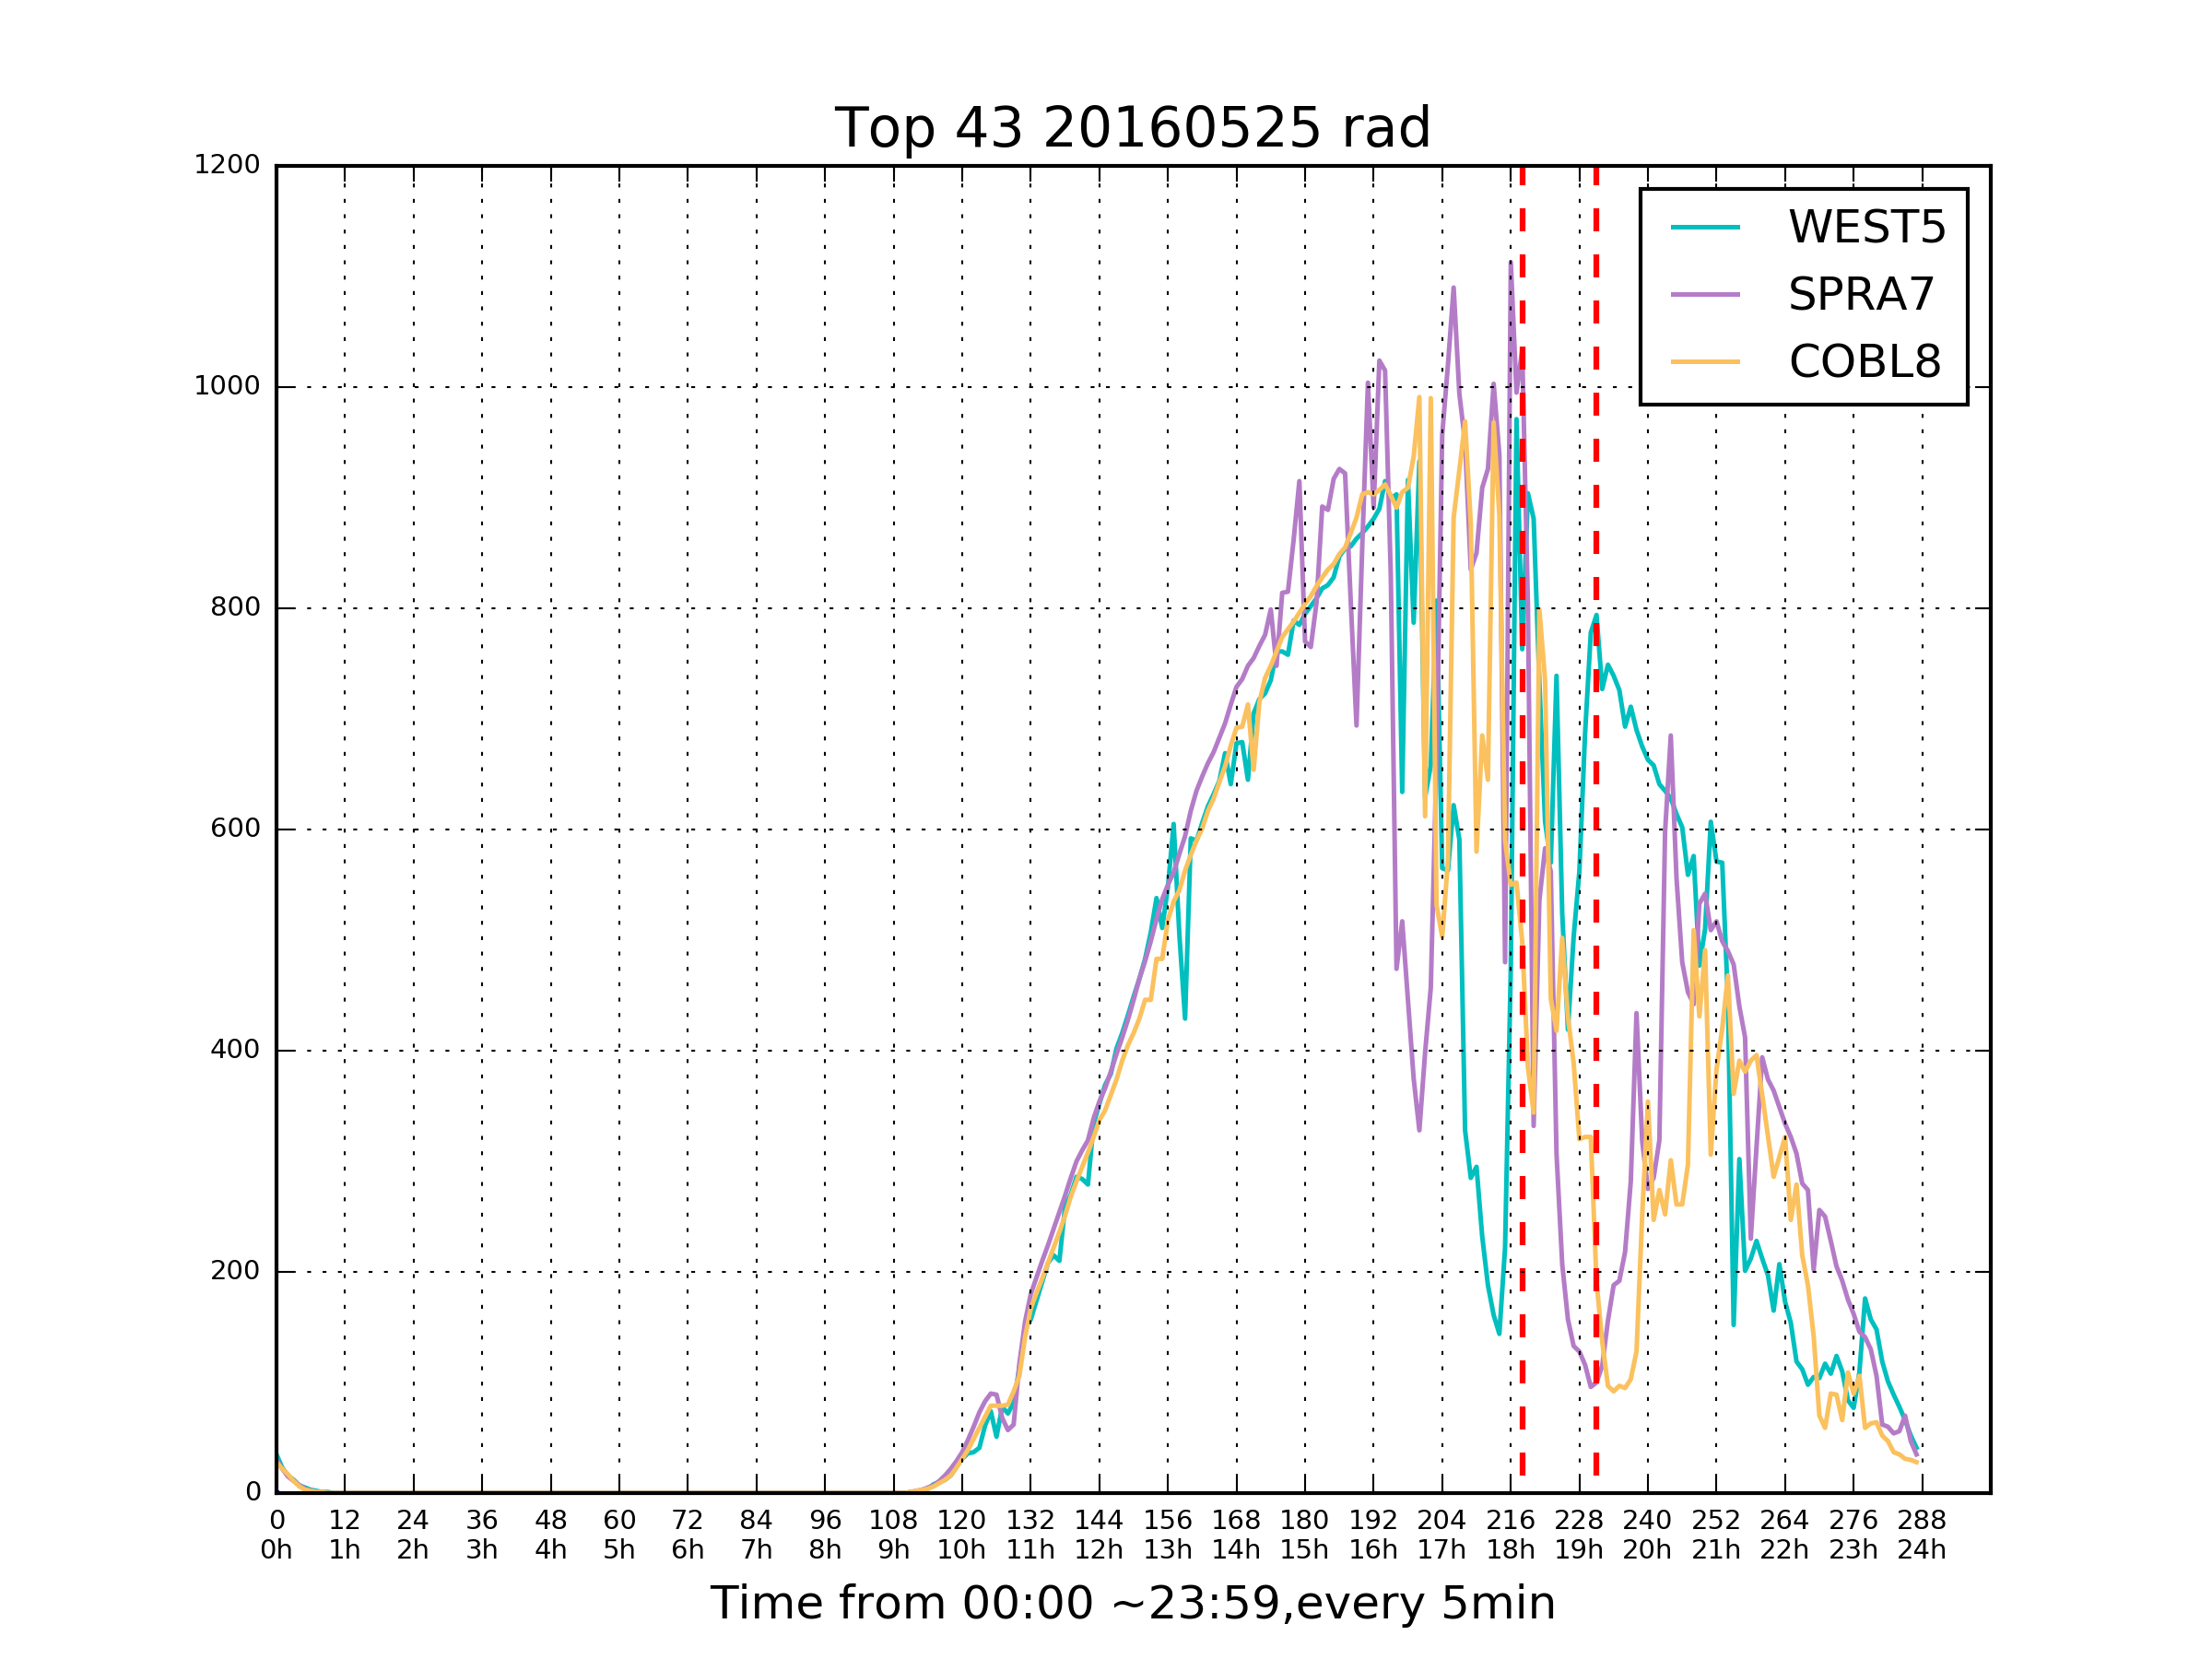 Top 43 20160525 rad
1200
1000
800
600
400
200
0
WEST5
SPRA7
COBL8
0 12 24 36 48 60 72 84 96 108 120 132 144 156 168 180 192 204 216 228 240 252 264 276 288
0h 1h 2h 3h 4h 5h 6h 7h 8h 9h 10h 11h 12h 13h 14h 15h 16h 17h 18h 19h 20h 21h 22h 23h 24h
Time from 00:00 ~23:59,every 5min